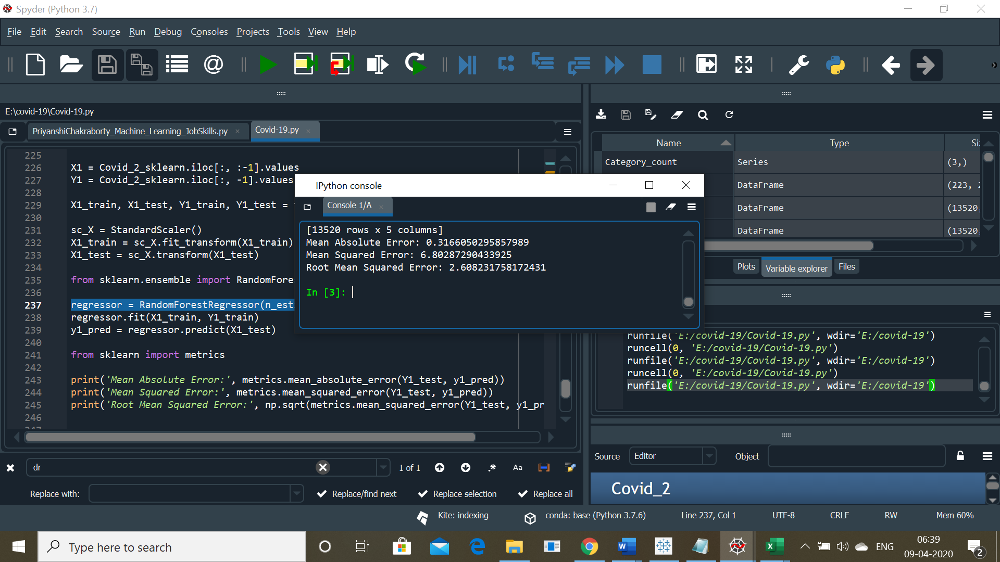 Spyder (Python 3.7)
File Edit Search Source Run Debug Consoles Projects Tools View Help
E:\covid-19\Covid-19.py
PriyanshiChakraborty_Machine_Learning_JobSkills.py Covid-19.py
225
226 X1 = Covid_2_sklearn.iloc[:, :-1].values
227 Y1 = Covid_2_sklearn.iloc[:, -1].values
228
229 X1_train, X1_test, Y1_train, Y1_test =
230
231 sc_X = StandardScaler()
232 X1_train = sc_X.fit_transform(X1_train)
233 X1_test = sc_X.transform(X1_test)
234
235 from sklearn.ensemble import RandomFore
236
237 regressor = RandomForestRegressor(n_est
238 regressor.fit(X1_train, Y1_train)
239 y1_pred = regressor.predict(X1_test)
240
241 from sklearn import metrics
242
243 print('Mean Absolute Error:', metrics.mean_absolute_error(Y1_test, y1_pred))
244 print('Mean Squared Error:', metrics.mean_squared_error(Y1_test, y1_pred))
245 print('Root Mean Squared Error:', np.sqrt(metrics.mean_squared_error(Y1_test, y1_pr
246
IPython console
Console 1/A
[13520 rows x 5 columns]
Mean Absolute Error: 0.3166050295857989
Mean Squared Error: 6.80287290433925
Root Mean Squared Error: 2.608231758172431
In [3]:
Name Type Siz
Category_count Series (3,)
DataFrame (223, 2
DataFrame (13520,
DataFrame (13520,
Plots Variable explorer Files
runfile('E:/covid-19/Covid-19.py', wdir='E:/covid-19')
runcell(0, 'E:/covid-19/Covid-19.py')
runfile('E:/covid-19/Covid-19.py', wdir='E:/covid-19')
runcell(0, 'E:/covid-19/Covid-19.py')
runfile('E:/covid-19/Covid-19.py', wdir='E:/covid-19')
Source Editor Object
Covid_2
dr 1 of 1 .* Aa
Replace with: Replace/find next Replace selection Replace all
Kite: indexing conda: base (Python 3.7.6) Line 237, Col 1 UTF-8 CRLF RW Mem 60%
Type here to search
ENG
06:39
09-04-2020
2